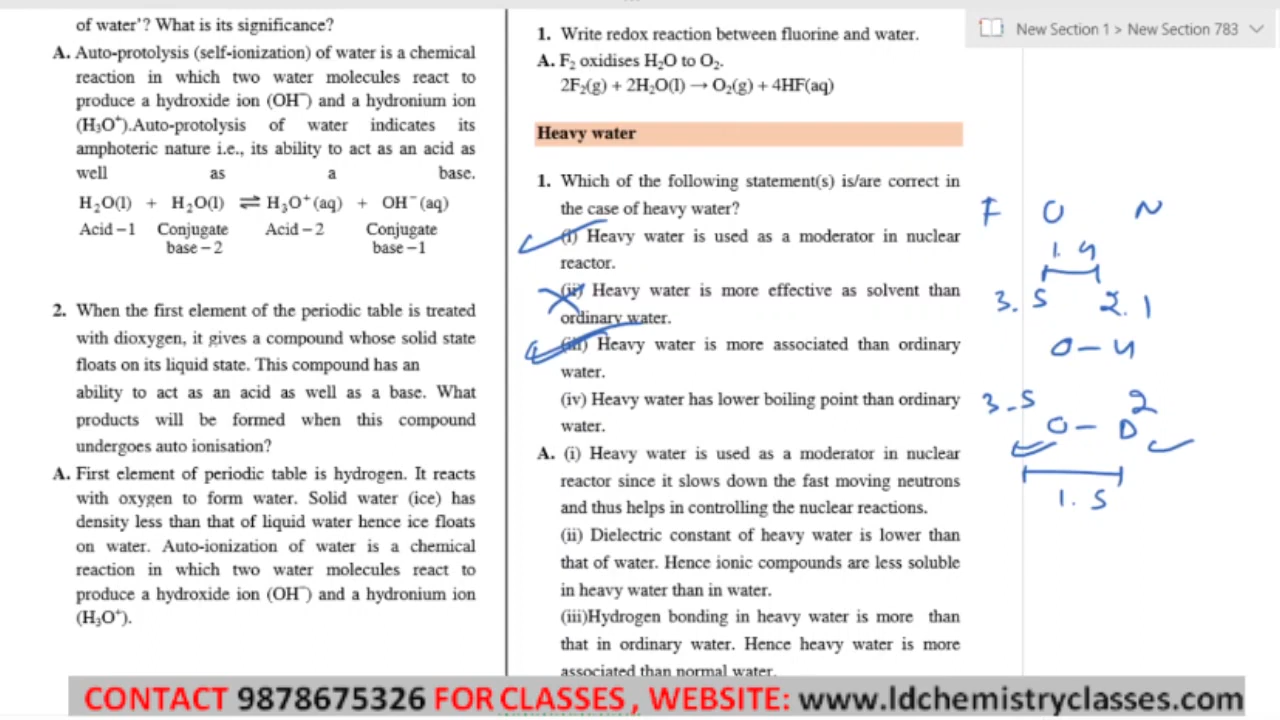 of water'? What is its significance?
A. Auto-protolysis (self-ionization) of water is a chemical
reaction in which two water molecules react to
produce a hydroxide ion (OH⁻) and a hydronium ion
(H₃O⁺).Auto-protolysis of water indicates its
amphoteric nature i.e., its ability to act as an acid as
well as a base.
H₂O(l) + H₂O(l) ⇌ H₃O⁺(aq) + OH⁻(aq)
Acid –1 Conjugate Acid –2 Conjugate
base –2 base –1
2. When the first element of the periodic table is treated
with dioxygen, it gives a compound whose solid state
floats on its liquid state. This compound has an
ability to act as an acid as well as a base. What
products will be formed when this compound
undergoes auto ionisation?
A. First element of periodic table is hydrogen. It reacts
with oxygen to form water. Solid water (ice) has
density less than that of liquid water hence ice floats
on water. Auto-ionization of water is a chemical
reaction in which two water molecules react to
produce a hydroxide ion (OH⁻) and a hydronium ion
(H₃O⁺).
1. Write redox reaction between fluorine and water.
A. F₂ oxidises H₂O to O₂.
2F₂(g) + 2H₂O(l) → O₂(g) + 4HF(aq)
Heavy water
1. Which of the following statement(s) is/are correct in
the case of heavy water?
(i) Heavy water is used as a moderator in nuclear
reactor.
(ii) Heavy water is more effective as solvent than
ordinary water.
(iii) Heavy water is more associated than ordinary
water.
(iv) Heavy water has lower boiling point than ordinary
water.
A. (i) Heavy water is used as a moderator in nuclear
reactor since it slows down the fast moving neutrons
and thus helps in controlling the nuclear reactions.
(ii) Dielectric constant of heavy water is lower than
that of water. Hence ionic compounds are less soluble
in heavy water than in water.
(iii)Hydrogen bonding in heavy water is more than
that in ordinary water. Hence heavy water is more
associated than normal water.
New Section 1 > New Section 783
F O N
1.4
3.5 2.1
O–H
3.5 2
O–D
1.5
CONTACT 9878675326 FOR CLASSES , WEBSITE: www.ldchemistryclasses.com